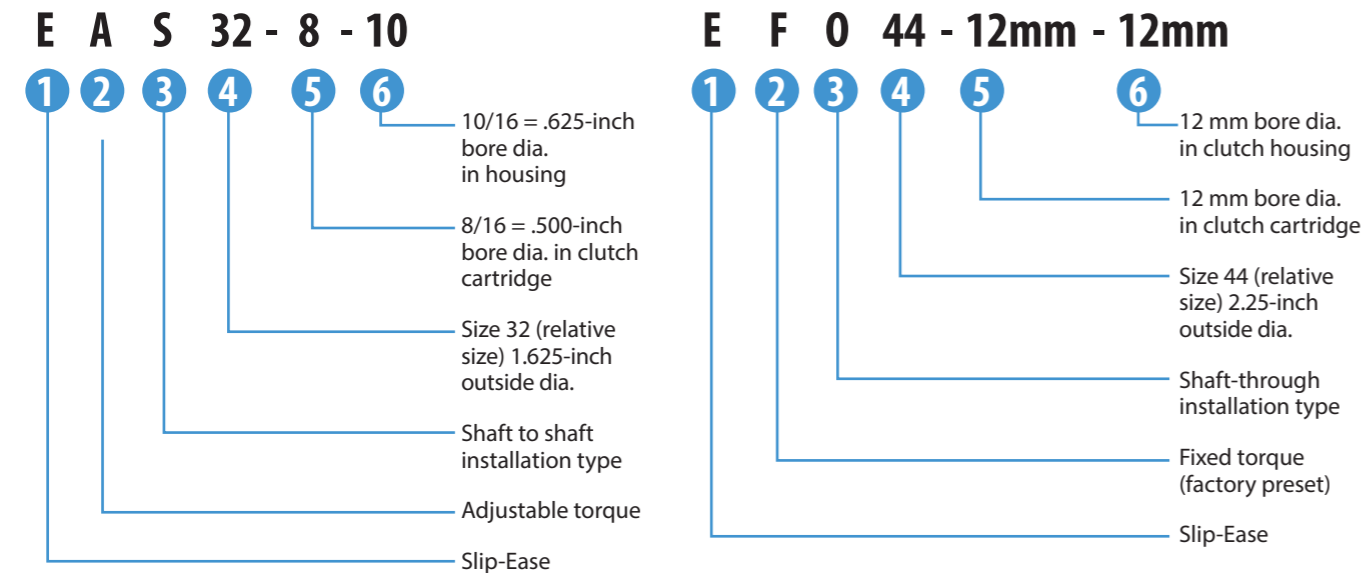 E A S 32 - 8 - 10
1 2 3 4 5 6
10/16 = .625-inch
bore dia.
in housing
8/16 = .500-inch
bore dia. in clutch
cartridge
Size 32 (relative
size) 1.625-inch
outside dia.
Shaft to shaft
installation type
Adjustable torque
Slip-Ease
E F O 44 - 12mm - 12mm
1 2 3 4 5 6
12 mm bore dia.
in clutch housing
12 mm bore dia.
in clutch cartridge
Size 44 (relative
size) 2.25-inch
outside dia.
Shaft-through
installation type
Fixed torque
(factory preset)
Slip-Ease